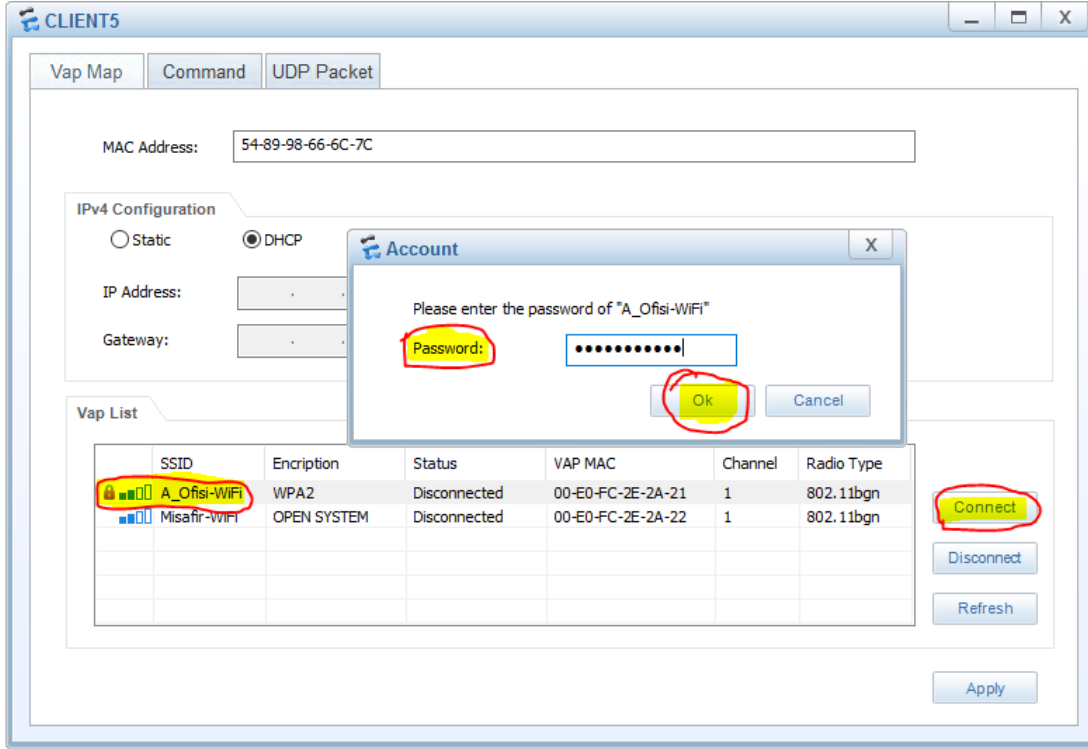 CLIENT5
X
Vap Map Command UDP Packet
MAC Address: 54-89-98-66-6C-7C
IPv4 Configuration
Static DHCP
Account X
IP Address: . .
Please enter the password of "A_Ofisi-WiFi"
Gateway: . .
Password: •••••••••••
Ok Cancel
Vap List
SSID Encription Status VAP MAC Channel Radio Type
A_Ofisi-WiFi WPA2 Disconnected 00-E0-FC-2E-2A-21 1 802.11bgn
Connect
Misafir-WiFi OPEN SYSTEM Disconnected 00-E0-FC-2E-2A-22 1 802.11bgn
Disconnect
Refresh
Apply